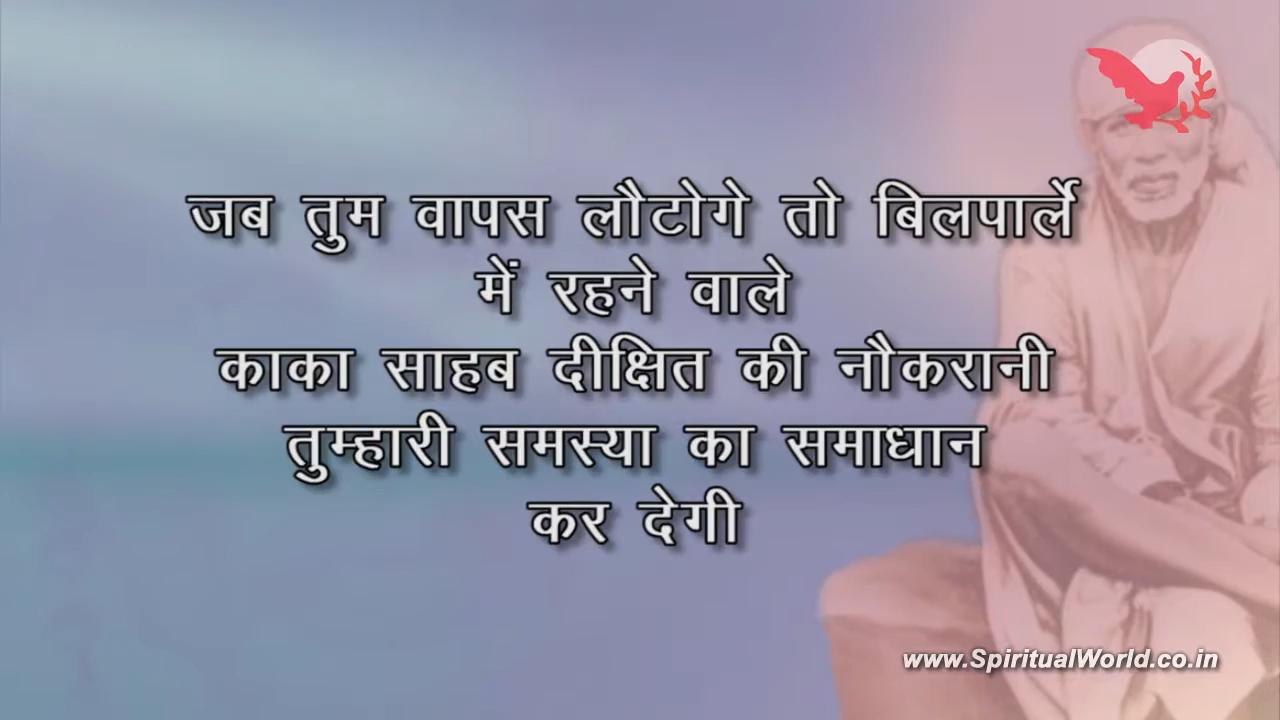 जब तुम वापस लौटोगे तो बिलपार्ले
में रहने वाले
काका साहब दीक्षित की नौकरानी
तुम्हारी समस्या का समाधान
कर देगी
www.SpiritualWorld.co.in